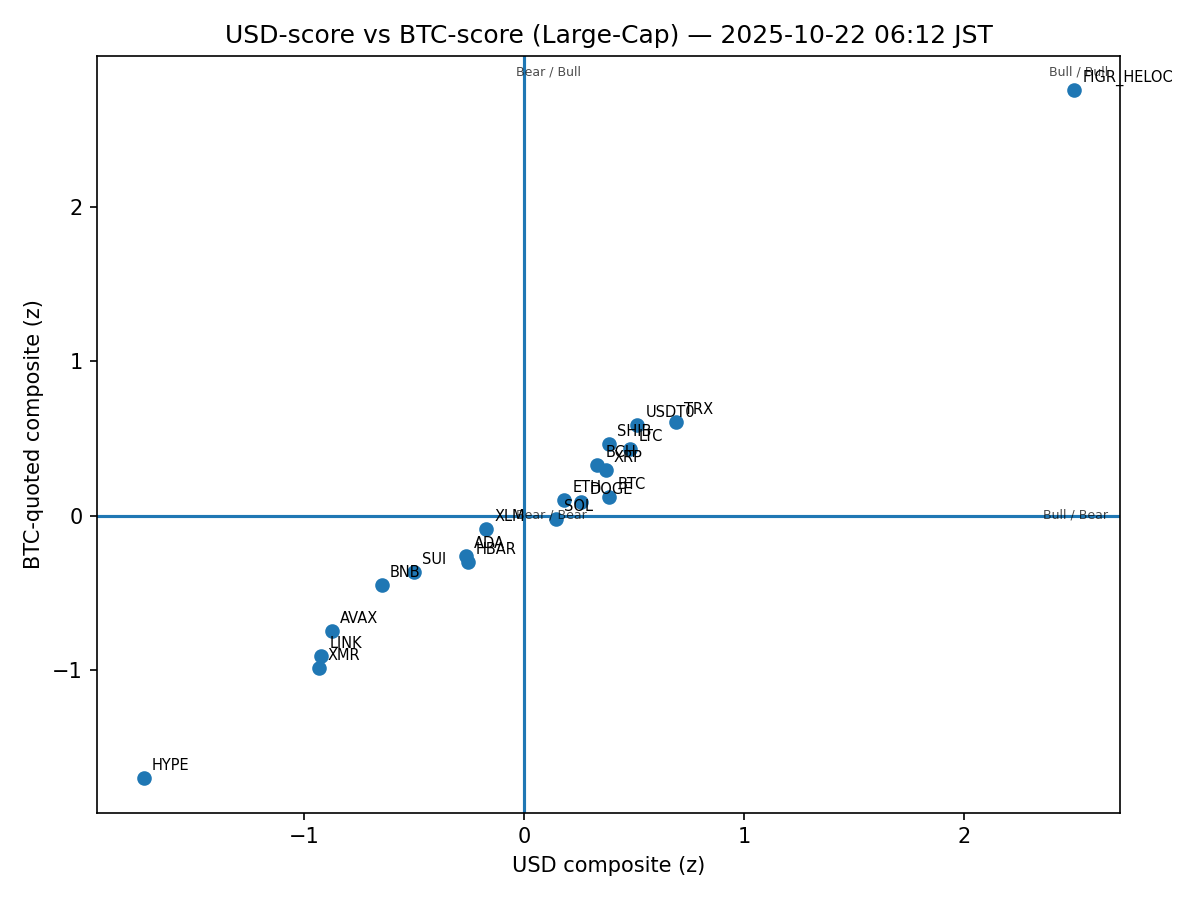 USD-score vs BTC-score (Large-Cap) — 2025-10-22 06:12 JST
Bear / Bull
Bull / Bull
FIGR_HELOC
2
1
0
−1
BTC-quoted composite (z)
USDT0
TRX
SHIB
LTC
BCH
XRP
ETH
DOGE
BTC
SOL
XLM
Bear / Bear
Bull / Bear
ADA
HBAR
SUI
BNB
AVAX
LINK
XMR
HYPE
−1
0
1
2
USD composite (z)